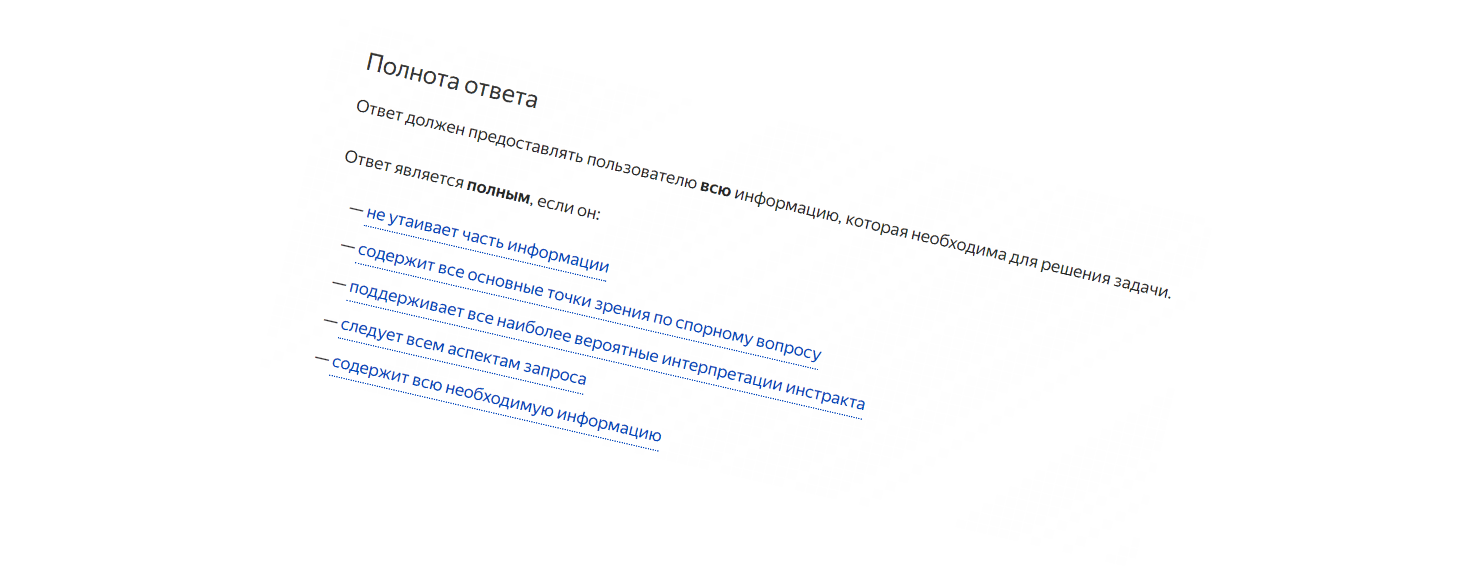 Полнота ответа
Ответ должен предоставлять пользователю всю информацию, которая необходима для решения задачи.
Ответ является полным, если он:
— не утаивает часть информации
— содержит все основные точки зрения по спорному вопросу
— поддерживает все наиболее вероятные интерпретации инстракта
— следует всем аспектам запроса
— содержит всю необходимую информацию